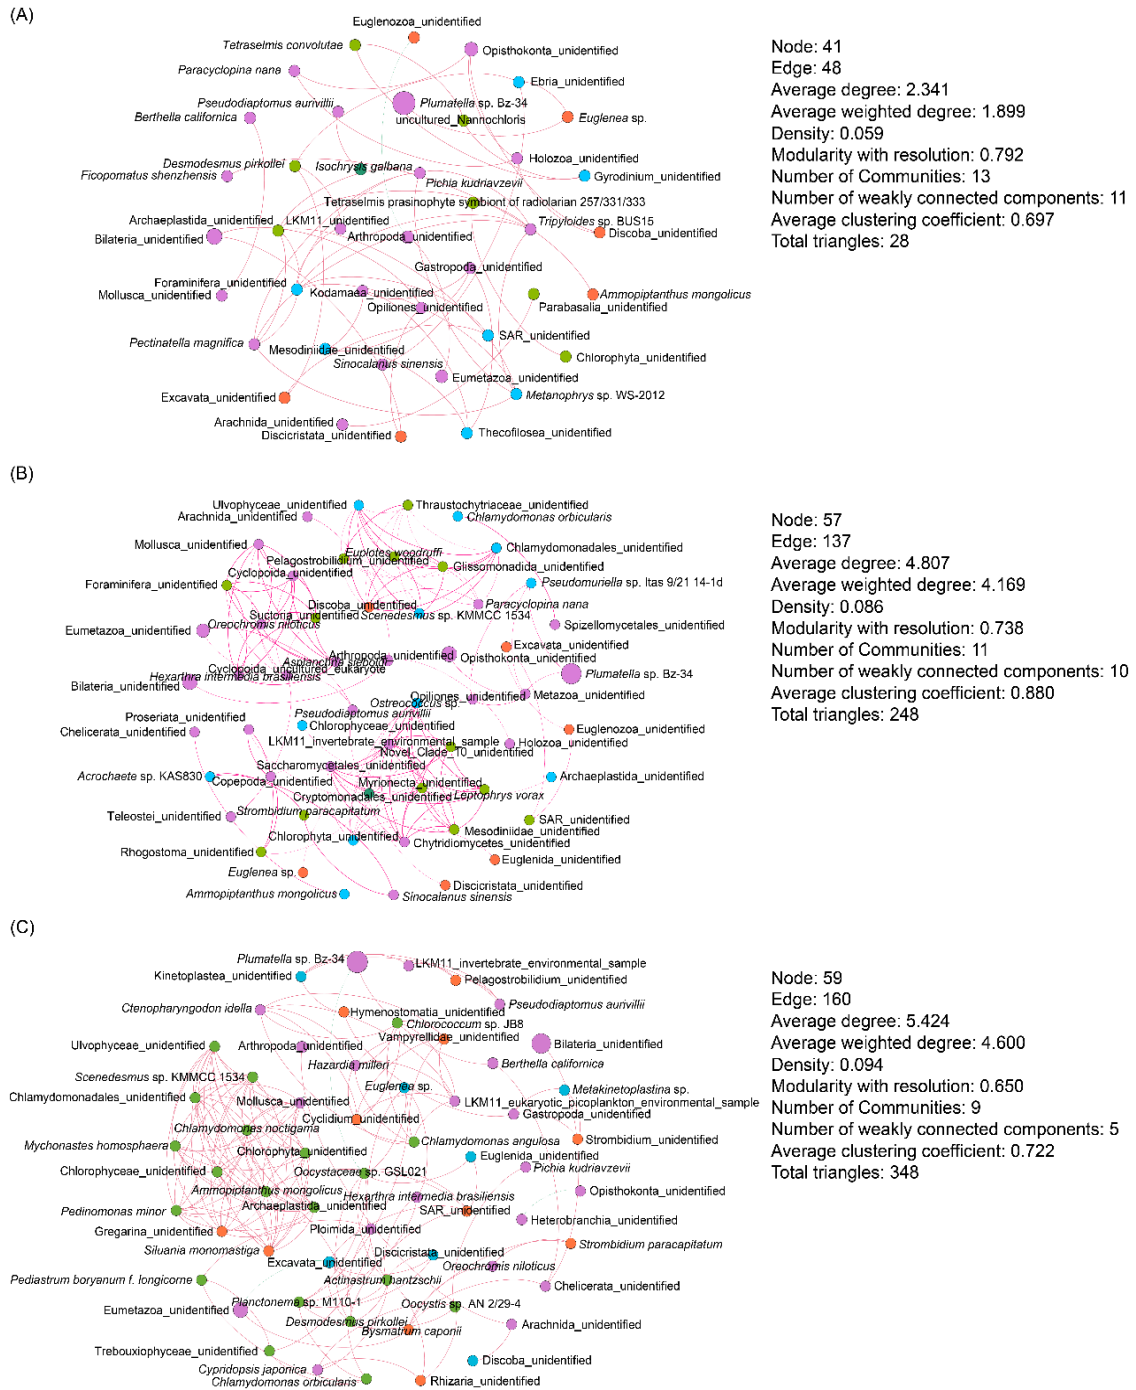 (A)
Euglenozoa_unidentified
Tetraselmis convolutae
Opisthokonta_unidentified
Paracyclopina nana
Ebria_unidentified
Pseudodiaptomus aurivillii
Plumatella sp. Bz-34
Berthella californica
uncultured_Nannochloris
Euglenea sp.
Desmodesmus pirkollei
Isochrysis galbana
Holozoa_unidentified
Ficopomatus shenzhensis
Pichia kudriavzevii
Gyrodinium_unidentified
Tetraselmis prasinophyte symbiont of radiolarian 257/331/333
Archaeplastida_unidentified
LKM11_unidentified
Tripyloides sp. BUS15
Bilateria_unidentified
Arthropoda_unidentified
Discoba_unidentified
Gastropoda_unidentified
Foraminifera_unidentified
Mollusca_unidentified
Kodamaea_unidentified
Ammopiptanthus mongolicus
Opiliones_unidentified
Parabasalia_unidentified
Pectinatella magnifica
Mesodiniidae_unidentified
SAR_unidentified
Sinocalanus sinensis
Chlorophyta_unidentified
Eumetazoa_unidentified
Excavata_unidentified
Metanophrys sp. WS-2012
Arachnida_unidentified
Discicristata_unidentified
Thecofilosea_unidentified
Node: 41
Edge: 48
Average degree: 2.341
Average weighted degree: 1.899
Density: 0.059
Modularity with resolution: 0.792
Number of Communities: 13
Number of weakly connected components: 11
Average clustering coefficient: 0.697
Total triangles: 28
(B)
Ulvophyceae_unidentified
Thraustochytriaceae_unidentified
Arachnida_unidentified
Chlamydomonas orbicularis
Mollusca_unidentified
Euplotes woodruffi
Chlamydomonadales_unidentified
Pelagostrobilidium_unidentified
Glissomonadida_unidentified
Cyclopoida_unidentified
Foraminifera_unidentified
Pseudomuriella sp. Itas 9/21 14-1d
Discoba_unidentified
Paracyclopina nana
Suctoria_unidentified
Scenedesmus sp. KMMCC 1534
Oreochromis niloticus
Eumetazoa_unidentified
Spizellomycetales_unidentified
Excavata_unidentified
Arthropoda_unidentified
Asplanchna sieboldi
Opisthokonta_unidentified
Cyclopoida_uncultured_eukaryote
Hexarthra intermedia brasiliensis
Plumatella sp. Bz-34
Bilateria_unidentified
Opiliones_unidentified
Metazoa_unidentified
Ostreococcus sp.
Pseudodiaptomus aurivillii
Proseriata_unidentified
Chlorophyceae_unidentified
Chelicerata_unidentified
Euglenozoa_unidentified
LKM11_invertebrate_environmental_sample
Holozoa_unidentified
Novel_Clade_10_unidentified
Saccharomycetales_unidentified
Acrochaete sp. KAS830
Copepoda_unidentified
Myrionecta_unidentified
Archaeplastida_unidentified
Cryptomonadales_unidentified
Leptophrys vorax
Teleostei_unidentified
Strombidium paracapitatum
SAR_unidentified
Chlorophyta_unidentified
Mesodiniidae_unidentified
Chytridiomycetes_unidentified
Rhogostoma_unidentified
Euglenida_unidentified
Euglenea sp.
Discicristata_unidentified
Ammopiptanthus mongolicus
Sinocalanus sinensis
Node: 57
Edge: 137
Average degree: 4.807
Average weighted degree: 4.169
Density: 0.086
Modularity with resolution: 0.738
Number of Communities: 11
Number of weakly connected components: 10
Average clustering coefficient: 0.880
Total triangles: 248
(C)
Plumatella sp. Bz-34
LKM11_invertebrate_environmental_sample
Kinetoplastea_unidentified
Pelagostrobilidium_unidentified
Ctenopharyngodon idella
Pseudodiaptomus aurivillii
Hymenostomatia_unidentified
Chlorococcum sp. JB8
Ulvophyceae_unidentified
Arthropoda_unidentified
Vampyrellidae_unidentified
Bilateria_unidentified
Hazardia milleri
Berthella californica
Scenedesmus sp. KMMCC 1534
Euglenea sp.
Metakinetoplastina sp.
Chlamydomonadales_unidentified
Mollusca_unidentified
LKM11_eukaryotic_picoplankton_environmental_sample
Cyclidium_unidentified
Gastropoda_unidentified
Chlamydomonas noctigama
Mychonastes homosphaera
Chlorophyta_unidentified
Chlamydomonas angulosa
Strombidium_unidentified
Euglenida_unidentified
Chlorophyceae_unidentified
Oocystaceae sp. GSL021
Pichia kudriavzevii
Ammopiptanthus mongolicus
Hexarthra intermedia brasiliensis
Opisthokonta_unidentified
Pedinomonas minor
Archaeplastida_unidentified
SAR_unidentified
Heterobranchia_unidentified
Gregarina_unidentified
Ploimida_unidentified
Siluania monomastiga
Discicristata_unidentified
Strombidium paracapitatum
Excavata_unidentified
Oreochromis niloticus
Pediastrum boryanum f. longicorne
Actinastrum hantzschii
Chelicerata_unidentified
Planctonema sp. M110-1
Oocystis sp. AN 2/29-4
Eumetazoa_unidentified
Desmodesmus pirkollei
Bysmatrum caponii
Arachnida_unidentified
Trebouxiophyceae_unidentified
Discoba_unidentified
Cypridopsis japonica
Chlamydomonas orbicularis
Rhizaria_unidentified
Node: 59
Edge: 160
Average degree: 5.424
Average weighted degree: 4.600
Density: 0.094
Modularity with resolution: 0.650
Number of Communities: 9
Number of weakly connected components: 5
Average clustering coefficient: 0.722
Total triangles: 348